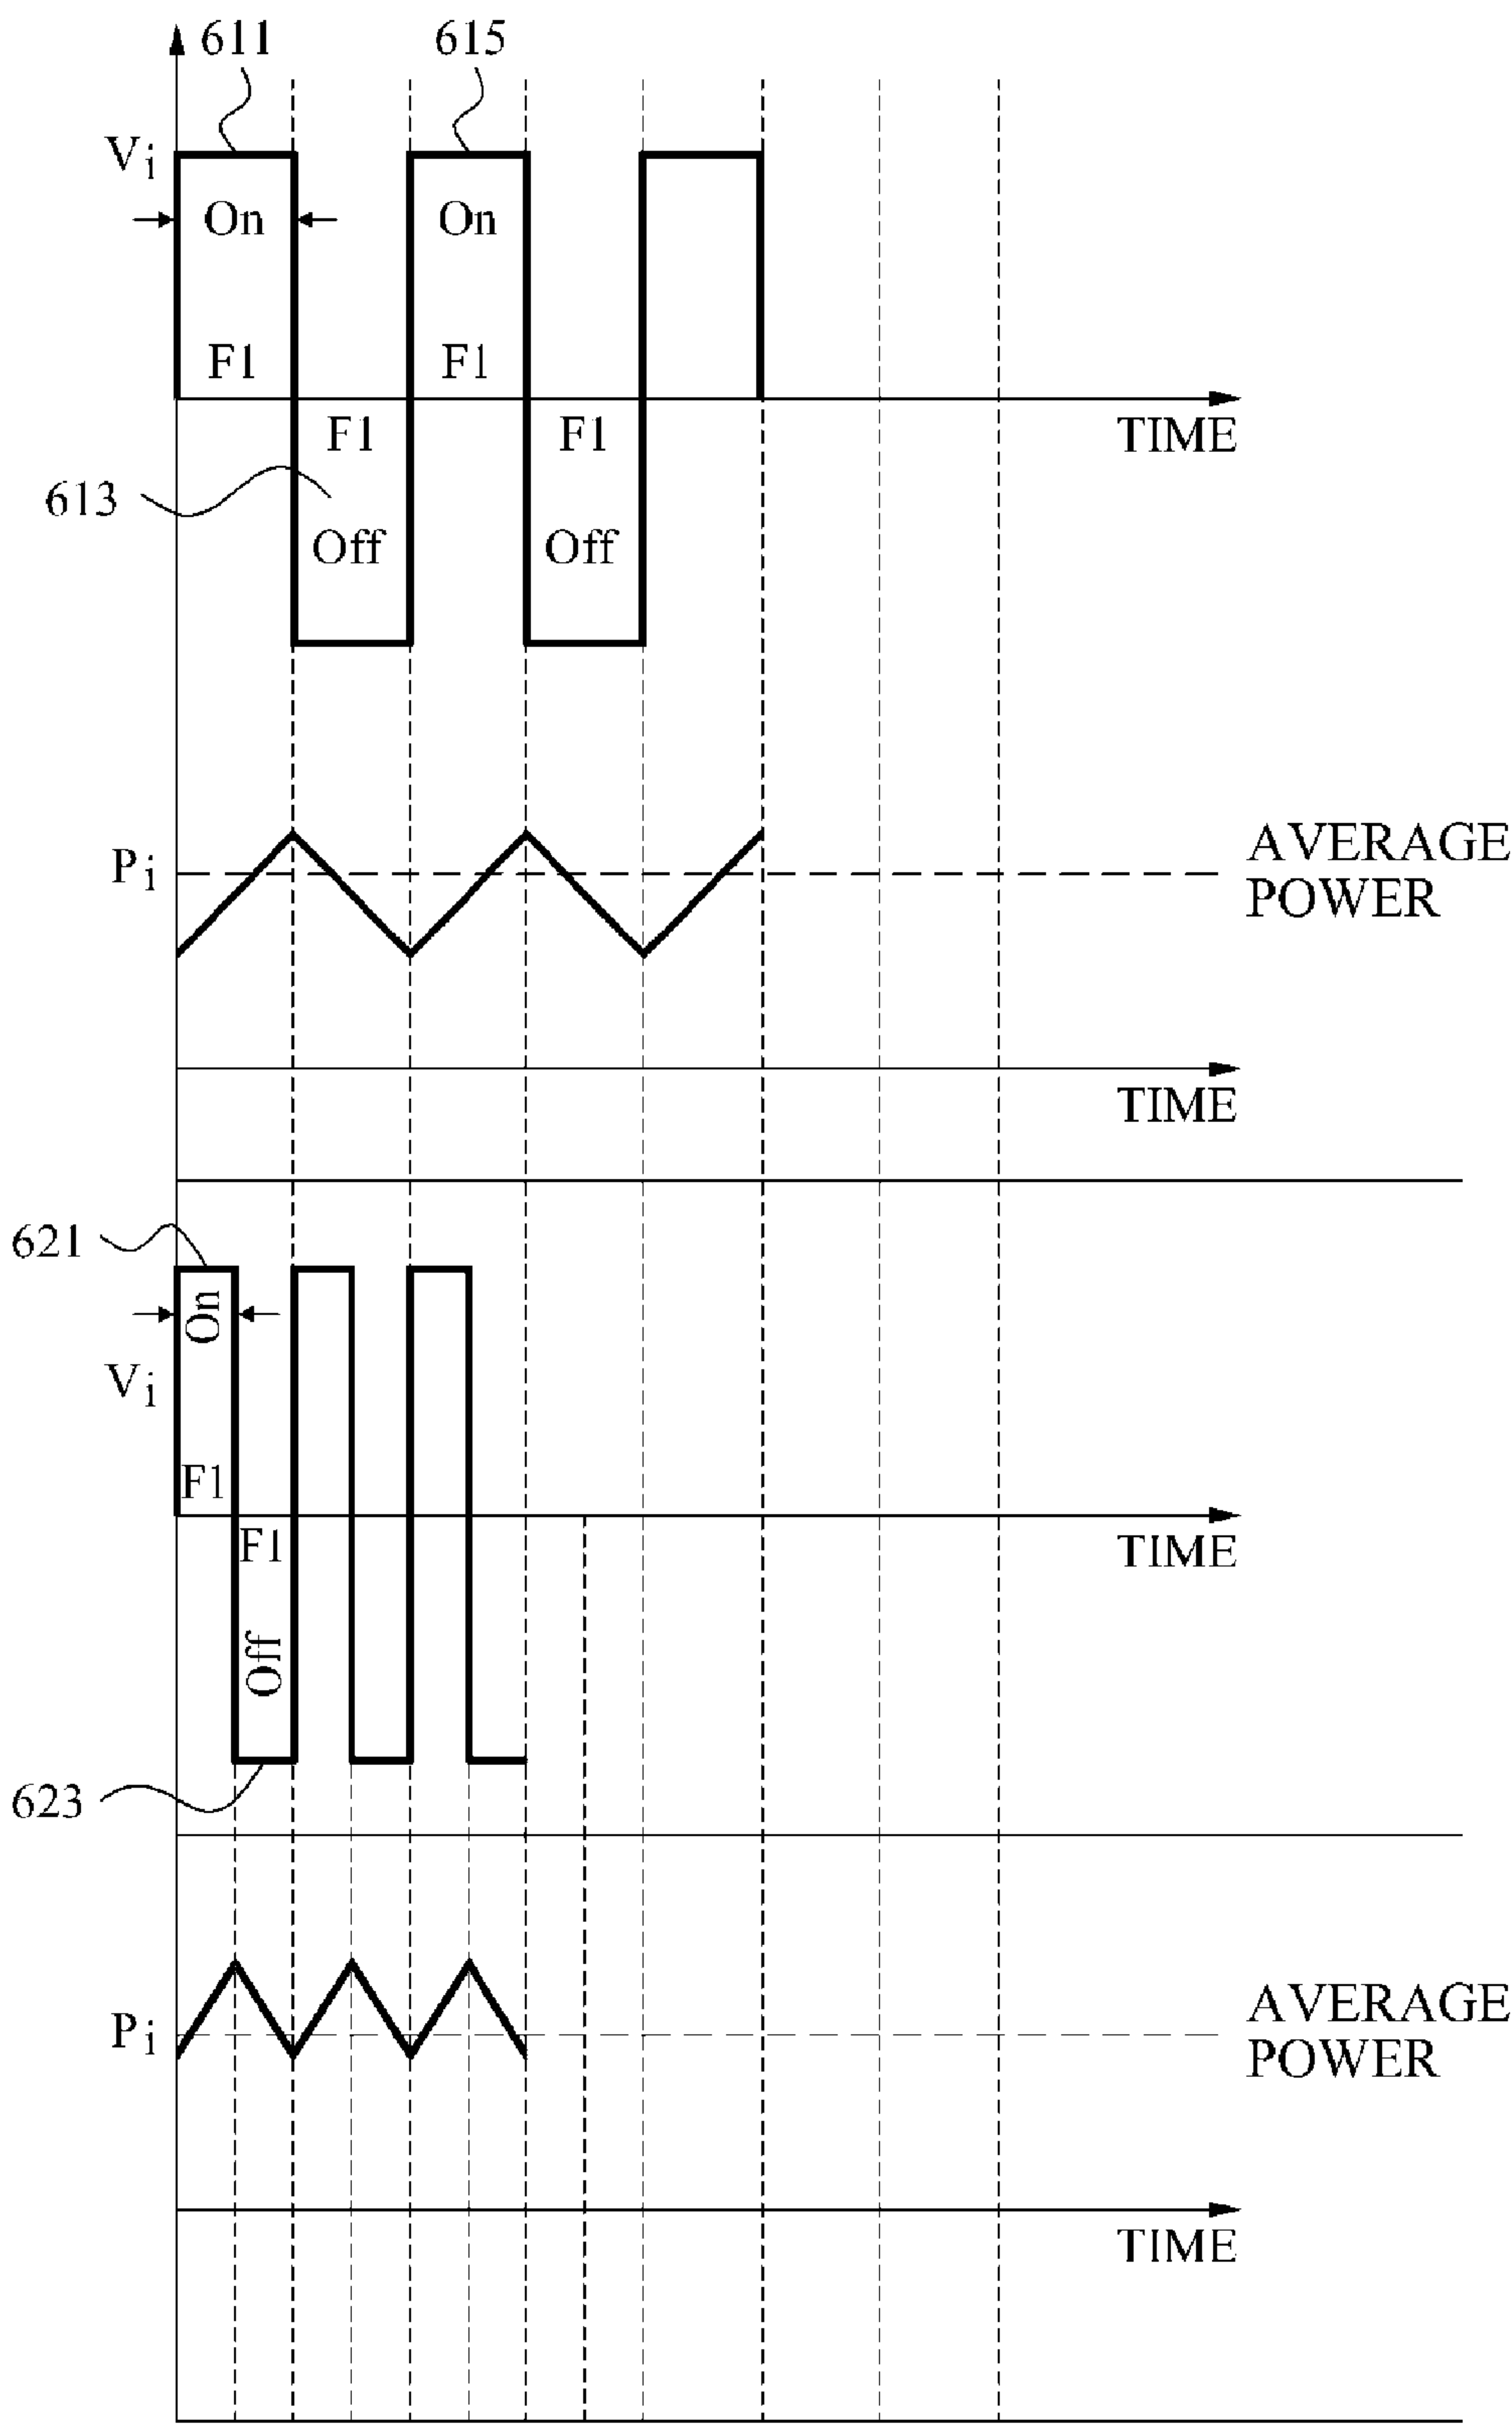 611
615
Vi
On
On
F1
F1
TIME
F1
F1
613
Off
Off
Pi
AVERAGE
POWER
TIME
621
On
Vi
F1
F1
TIME
Off
623
Pi
AVERAGE
POWER
TIME